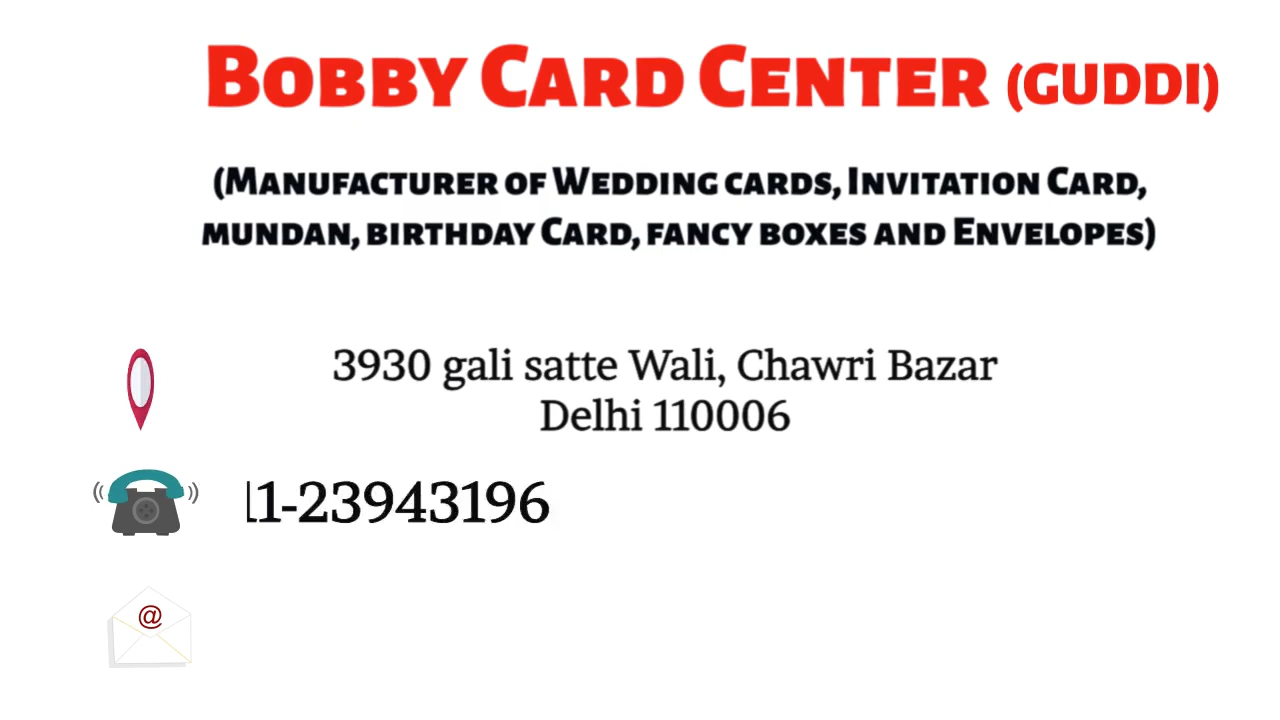 Bobby Card Center (GUDDI)
(Manufacturer of Wedding cards, Invitation Card,
mundan, birthday Card, fancy boxes and Envelopes)
3930 gali satte Wali, Chawri Bazar
Delhi 110006
1-23943196
@